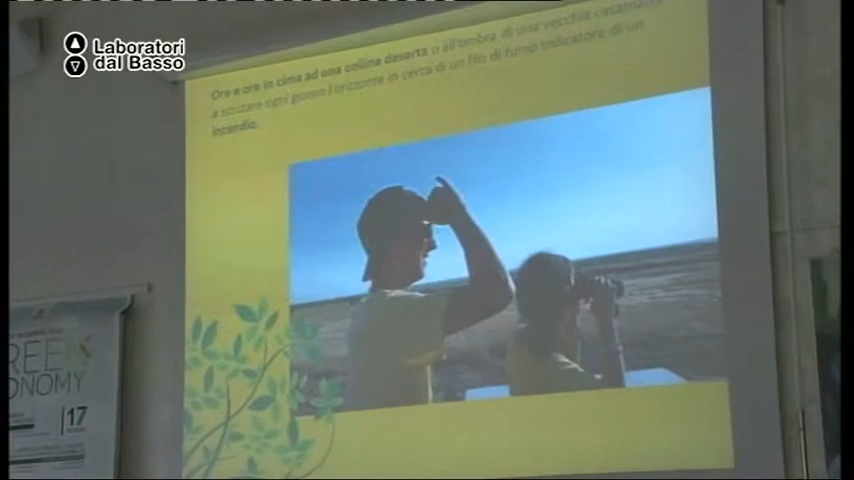 Laboratori
dal Basso
Ore e ore in cima ad una collina deserta o all'ombra di una vecchia casamatta
a scrutare ogni giorno l'orizzonte in cerca di un filo di fumo indicatore di un
incendio.
REE
ONOMY
17